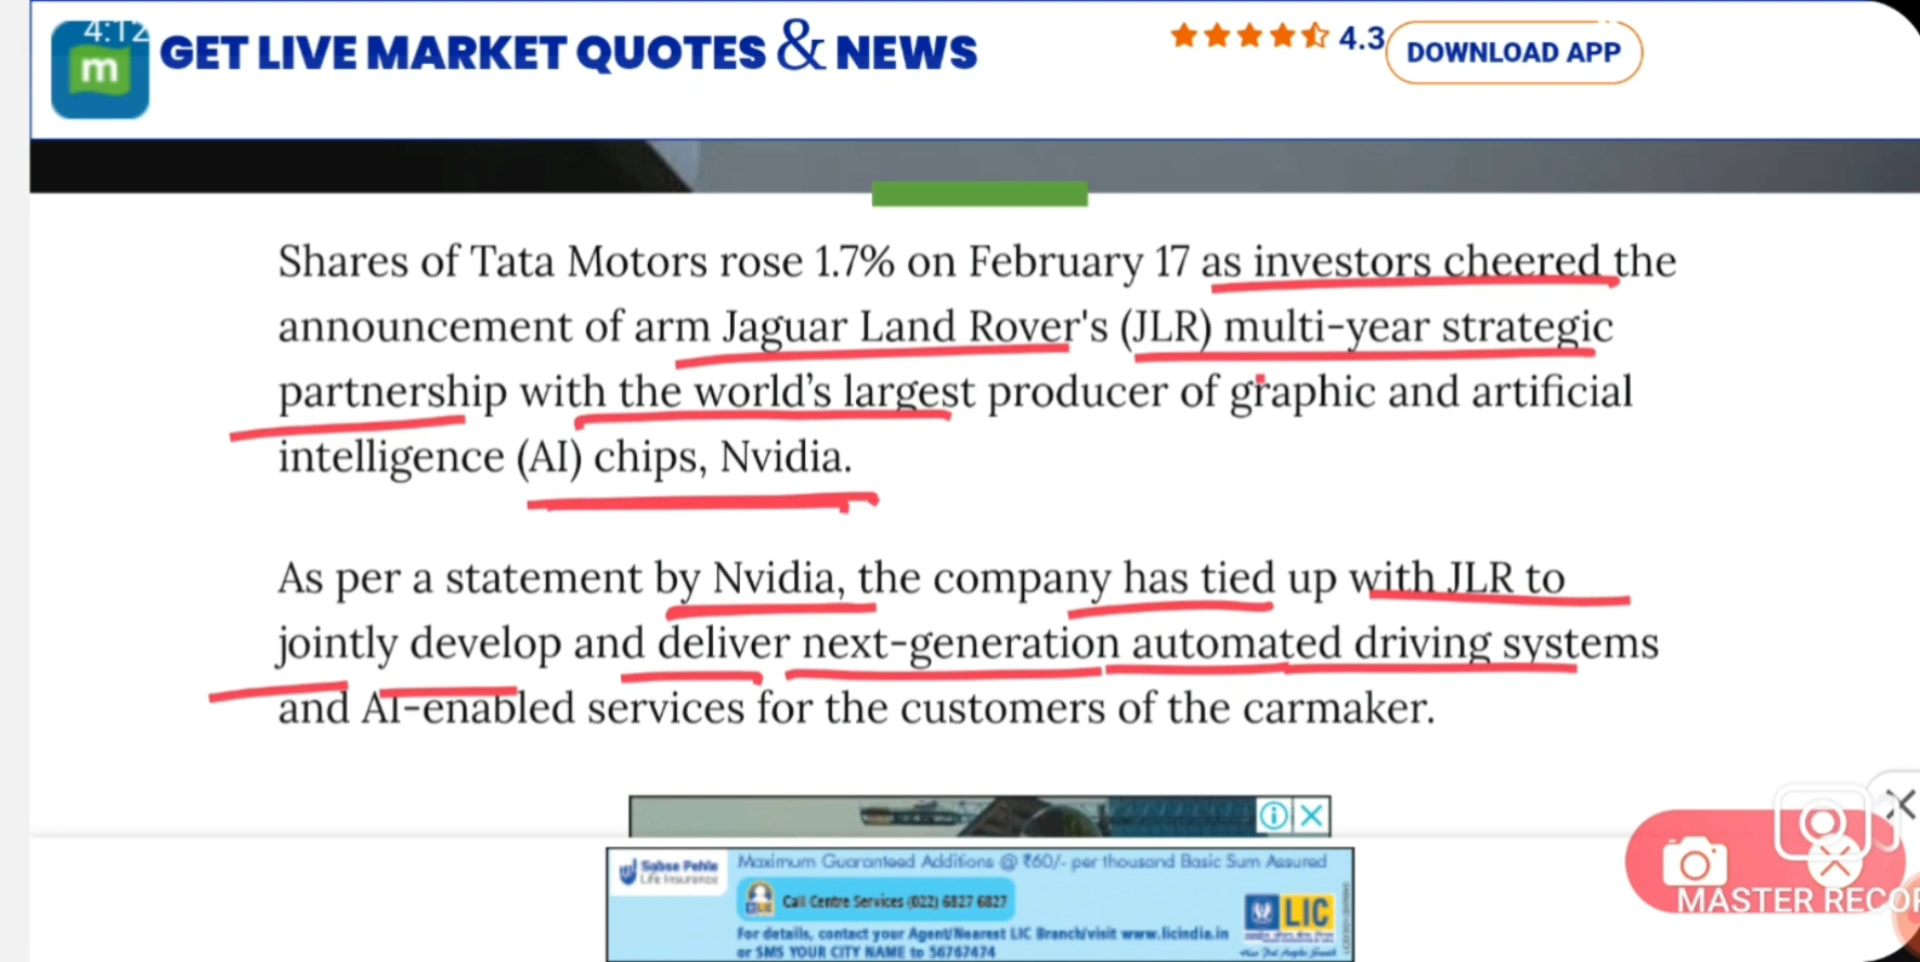 4:12
m
GET LIVE MARKET QUOTES & NEWS
4.3
DOWNLOAD APP
Shares of Tata Motors rose 1.7% on February 17 as investors cheered the
announcement of arm Jaguar Land Rover's (JLR) multi-year strategic
partnership with the world's largest producer of graphic and artificial
intelligence (AI) chips, Nvidia.
As per a statement by Nvidia, the company has tied up with JLR to
jointly develop and deliver next-generation automated driving systems
and AI-enabled services for the customers of the carmaker.
Sabse Pehle
Life Insurance
Maximum Guaranteed Additions @ ₹60/- per thousand Basic Sum Assured
Call Centre Services (022) 6827 6827
For details, contact your Agent/Nearest LIC Branch/visit www.licindia.in
or SMS YOUR CITY NAME to 56767474
LIC
MASTER RECOR